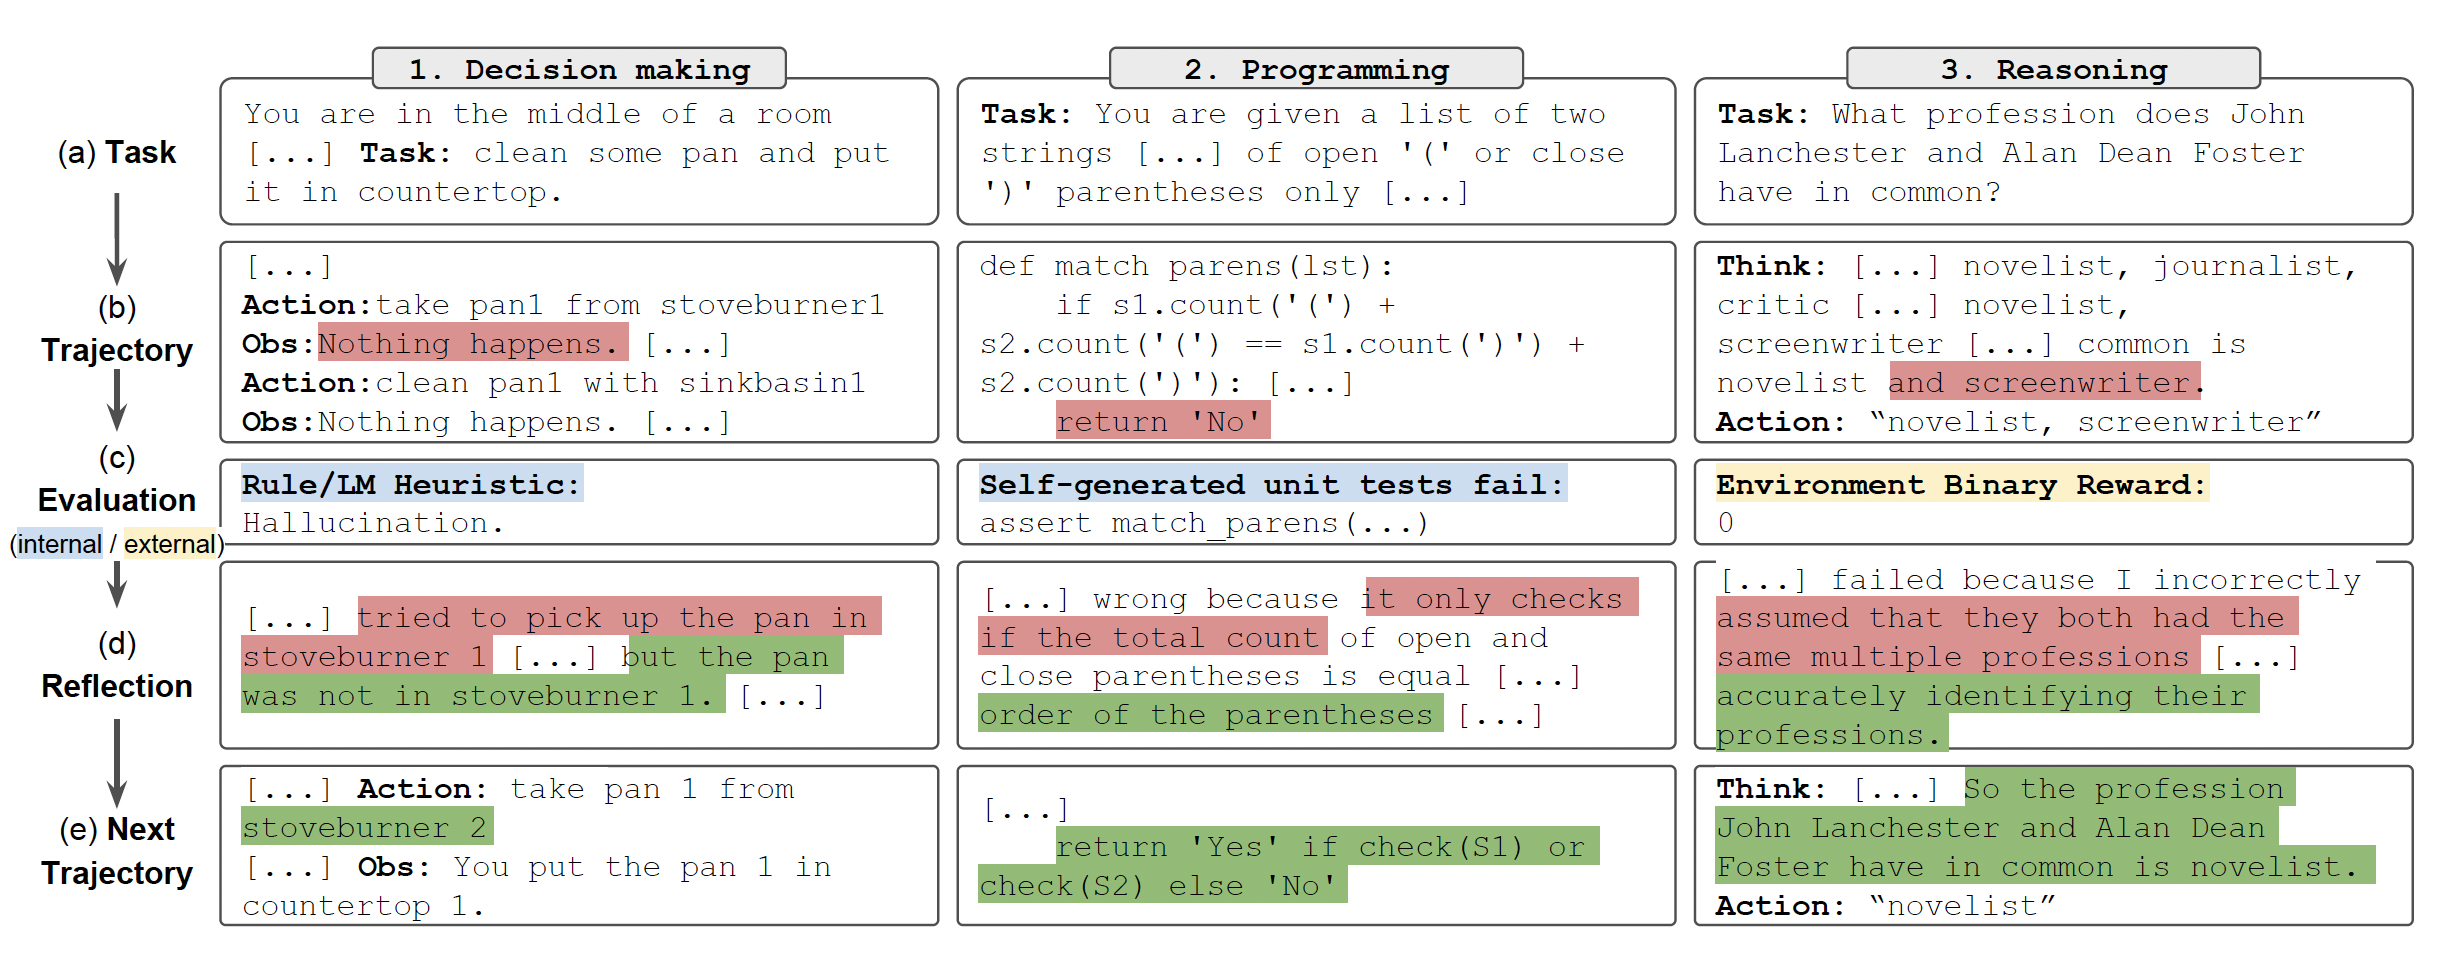 1. Decision making
2. Programming
3. Reasoning
(a) Task
You are in the middle of a room
[...] Task: clean some pan and put
it in countertop.
Task: You are given a list of two
strings [...] of open '(' or close
')' parentheses only [...]
Task: What profession does John
Lanchester and Alan Dean Foster
have in common?
(b)
Trajectory
[...]
Action:take pan1 from stoveburner1
Obs:Nothing happens. [...]
Action:clean pan1 with sinkbasin1
Obs:Nothing happens. [...]
def match parens(lst):
if s1.count('(') +
s2.count('(') == s1.count(')') +
s2.count(')'): [...]
return 'No'
Think: [...] novelist, journalist,
critic [...] novelist,
screenwriter [...] common is
novelist and screenwriter.
Action: “novelist, screenwriter”
(c)
Evaluation
(internal / external)
Rule/LM Heuristic:
Hallucination.
Self-generated unit tests fail:
assert match_parens(...)
Environment Binary Reward:
0
(d)
Reflection
[...] tried to pick up the pan in
stoveburner 1 [...] but the pan
was not in stoveburner 1. [...]
[...] wrong because it only checks
if the total count of open and
close parentheses is equal [...]
order of the parentheses [...]
[...] failed because I incorrectly
assumed that they both had the
same multiple professions [...]
accurately identifying their
professions.
(e) Next
Trajectory
[...] Action: take pan 1 from
stoveburner 2
[...] Obs: You put the pan 1 in
countertop 1.
[...]
return 'Yes' if check(S1) or
check(S2) else 'No'
Think: [...] So the profession
John Lanchester and Alan Dean
Foster have in common is novelist.
Action: “novelist”